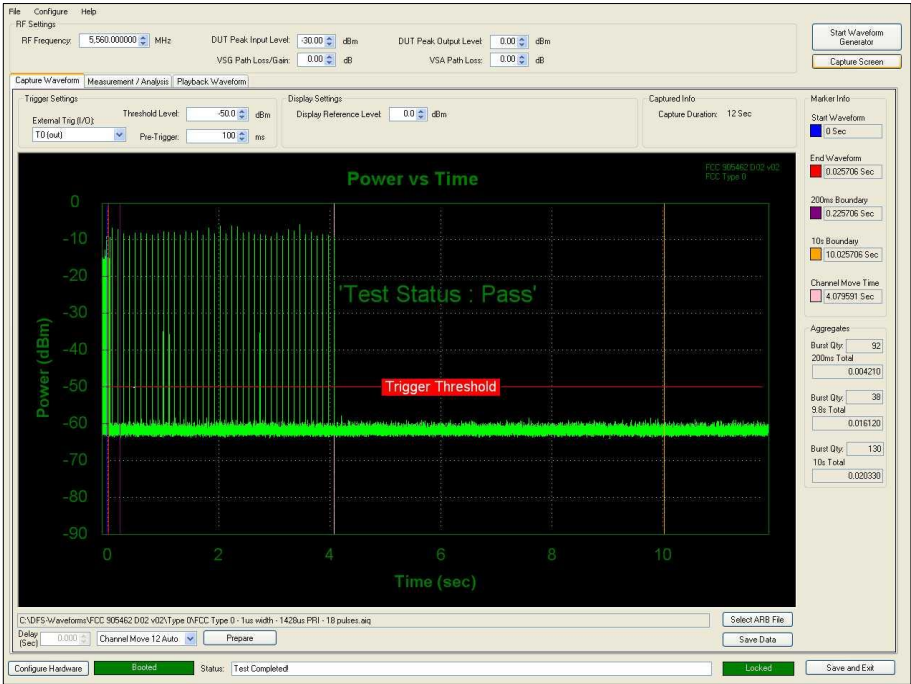 File Configure Help
RF Settings
RF Frequency: 5,560.000000 MHz DUT Peak Input Level: -30.00 dBm DUT Peak Output Level: 0.00 dBm
VSG Path Loss/Gain: 0.00 dB VSA Path Loss: 0.00 dB
Start Waveform Generator
Capture Screen
Capture Waveform Measurement / Analysis Playback Waveform
Trigger Settings
External Trig (I/O): Threshold Level: -50.0 dBm
T0 (out) Pre-Trigger: 100 ms
Display Settings
Display Reference Level: 0.0 dBm
Captured Info
Capture Duration: 12 Sec
Marker Info
Start Waveform
0 Sec
End Waveform
0.025706 Sec
200ms Boundary
0.225706 Sec
10s Boundary
10.025706 Sec
Channel Move Time
4.079591 Sec
Aggregates
Burst Qty: 92
200ms Total
0.004210
Burst Qty: 38
9.8s Total
0.016120
Burst Qty: 130
10s Total
0.020330
Power vs Time
FCC 905462 D02 v02
FCC Type 0
'Test Status : Pass'
Trigger Threshold
Power (dBm)
0
-10
-20
-30
-40
-50
-60
-70
-80
-90
0 2 4 6 8 10
Time (sec)
C:\DFS-Waveforms\FCC 905462 D02 v02\Type 0\FCC Type 0 - 1us width - 1428us PRI - 18 pulses.aiq
Select ARB File
Delay (Sec) 0.000 Channel Move 12 Auto Prepare
Save Data
Configure Hardware Booted Status: Test Completed! Locked Save and Exit